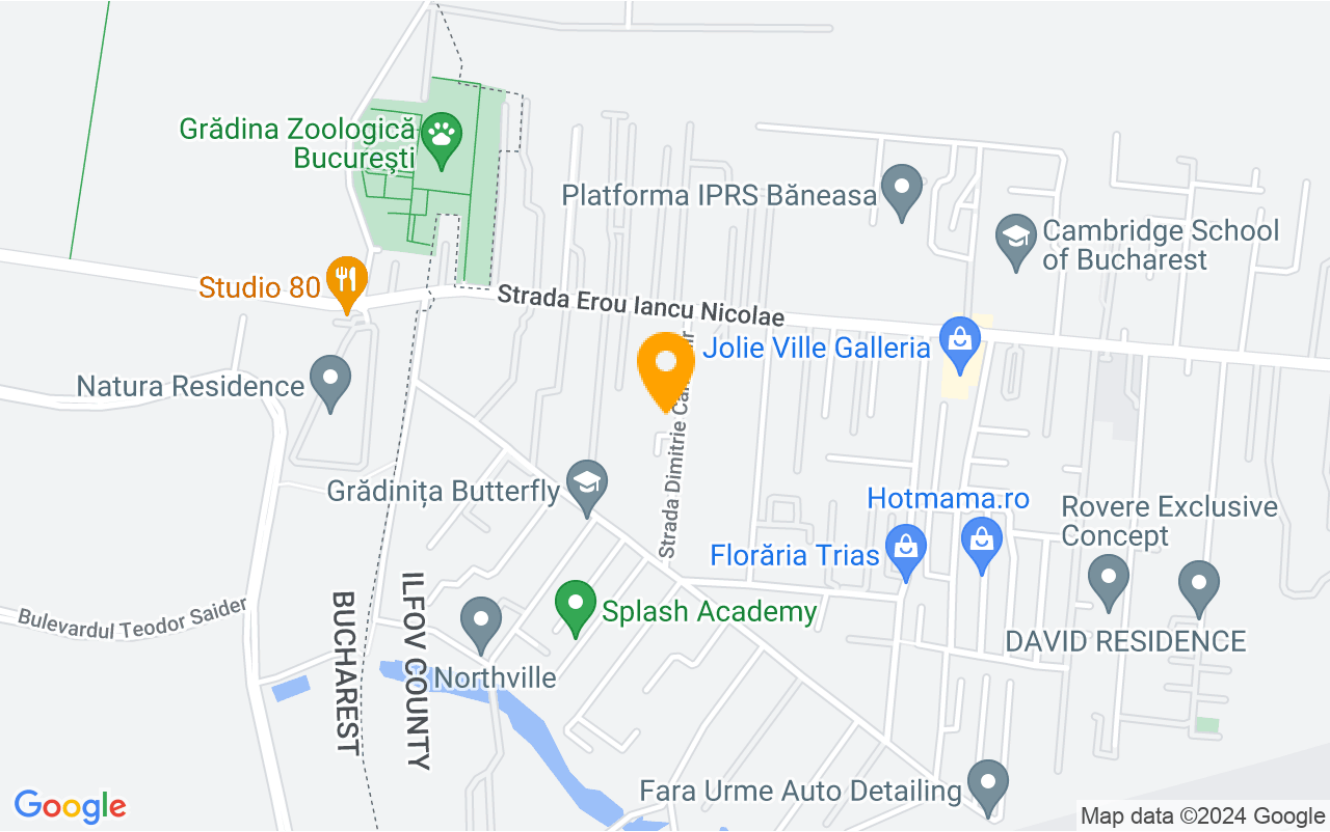 Grădina Zoologică
București
Platforma IPRS Băneasa
Cambridge School
of Bucharest
Studio 80
Strada Erou Iancu Nicolae
Jolie Ville Galleria
Natura Residence
Strada Dimitrie
Grădinița Butterfly
Hotmama.ro
Rovere Exclusive
Concept
Florăria Trias
Splash Academy
BUCHAREST
ILFOV COUNTY
Bulevardul Teodor Saider
DAVID RESIDENCE
Northville
Fara Urme Auto Detailing
Google
Map data ©2024 Google